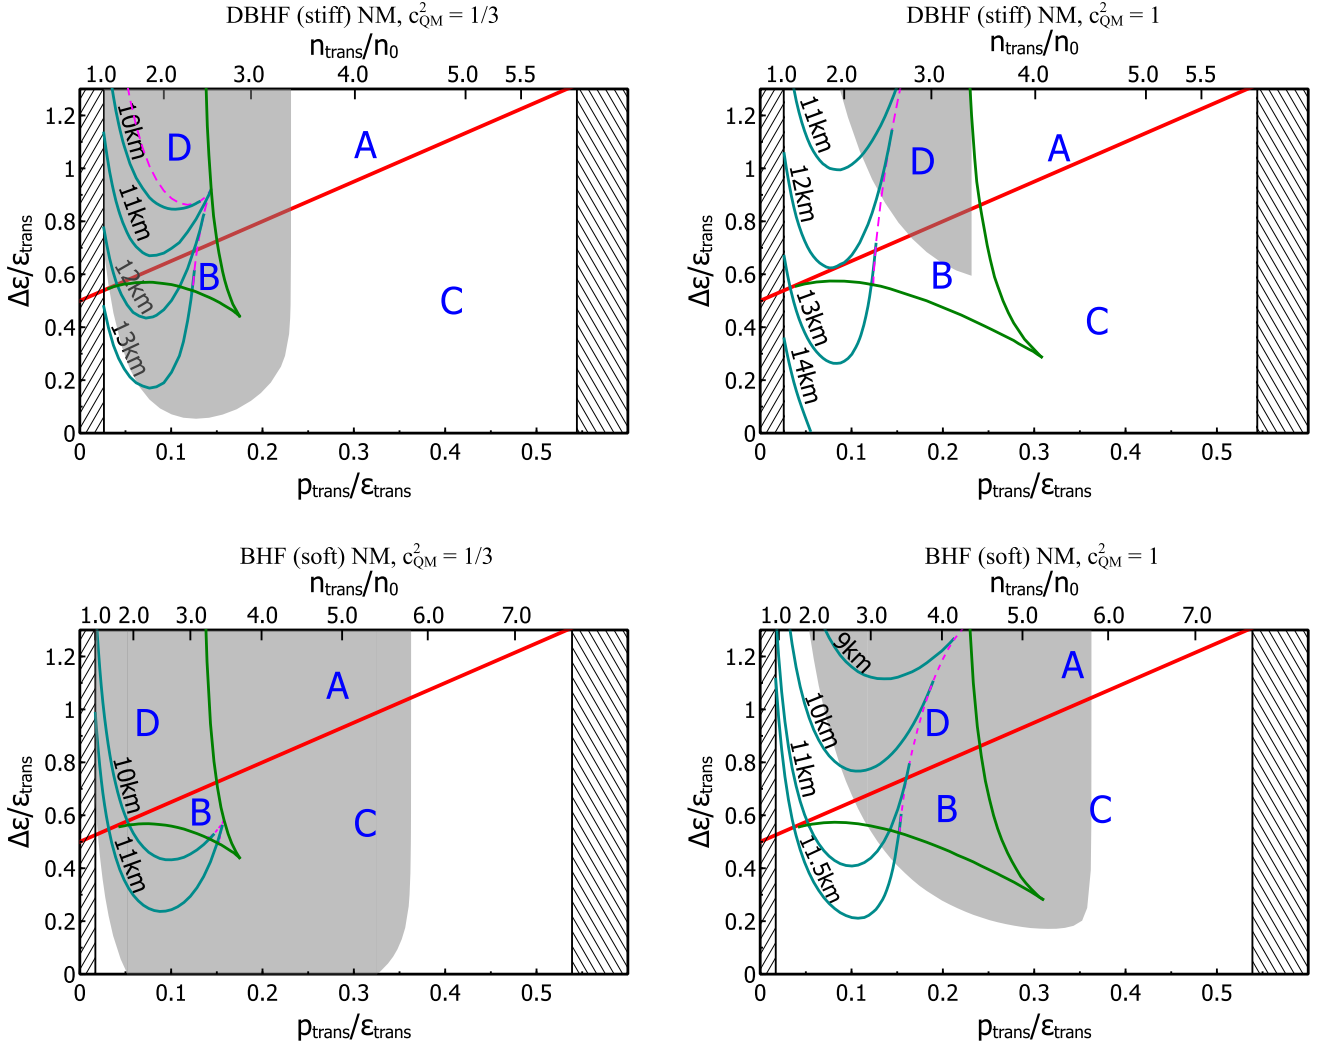 DBHF (stiff) NM, c²QM = 1/3
ntrans/n0
1.0 2.0 3.0 4.0 5.0 5.5
1.2
1
0.8
0.6
0.4
0.2
0
Δε/εtrans
10km
11km
12km
13km
D
A
B
C
0 0.1 0.2 0.3 0.4 0.5
ptrans/εtrans
DBHF (stiff) NM, c²QM = 1
ntrans/n0
1.0 2.0 3.0 4.0 5.0 5.5
1.2
1
0.8
0.6
0.4
0.2
0
Δε/εtrans
11km
12km
13km
14km
D
A
B
C
0 0.1 0.2 0.3 0.4 0.5
ptrans/εtrans
BHF (soft) NM, c²QM = 1/3
ntrans/n0
1.0 2.0 3.0 4.0 5.0 6.0 7.0
1.2
1
0.8
0.6
0.4
0.2
0
Δε/εtrans
10km
11km
A
D
B
C
0 0.1 0.2 0.3 0.4 0.5
ptrans/εtrans
BHF (soft) NM, c²QM = 1
ntrans/n0
1.0 2.0 3.0 4.0 5.0 6.0 7.0
1.2
1
0.8
0.6
0.4
0.2
0
Δε/εtrans
9km
10km
11km
11.5km
A
D
B
C
0 0.1 0.2 0.3 0.4 0.5
ptrans/εtrans